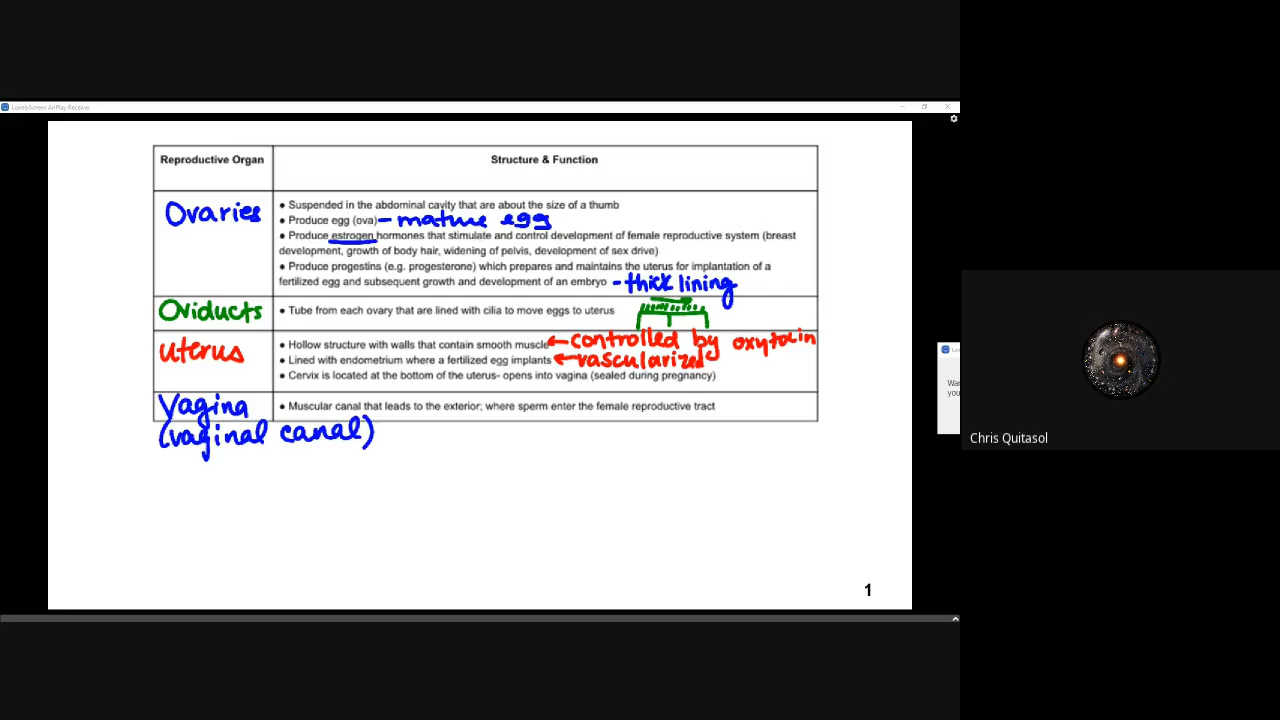 LonelyScreen AirPlay Receiver
Reproductive Organ Structure & Function
Ovaries
● Suspended in the abdominal cavity that are about the size of a thumb
● Produce egg (ova) - mature egg
● Produce estrogen hormones that stimulate and control development of female reproductive system (breast
development, growth of body hair, widening of pelvis, development of sex drive)
● Produce progestins (e.g. progesterone) which prepares and maintains the uterus for implantation of a
fertilized egg and subsequent growth and development of an embryo - thick lining
Oviducts
● Tube from each ovary that are lined with cilia to move eggs to uterus
Uterus
● Hollow structure with walls that contain smooth muscle ← controlled by oxytocin
● Lined with endometrium where a fertilized egg implants ← vascularized
● Cervix is located at the bottom of the uterus- opens into vagina (sealed during pregnancy)
Vagina
(vaginal canal)
● Muscular canal that leads to the exterior; where sperm enter the female reproductive tract
1
Wan
you
Chris Quitasol